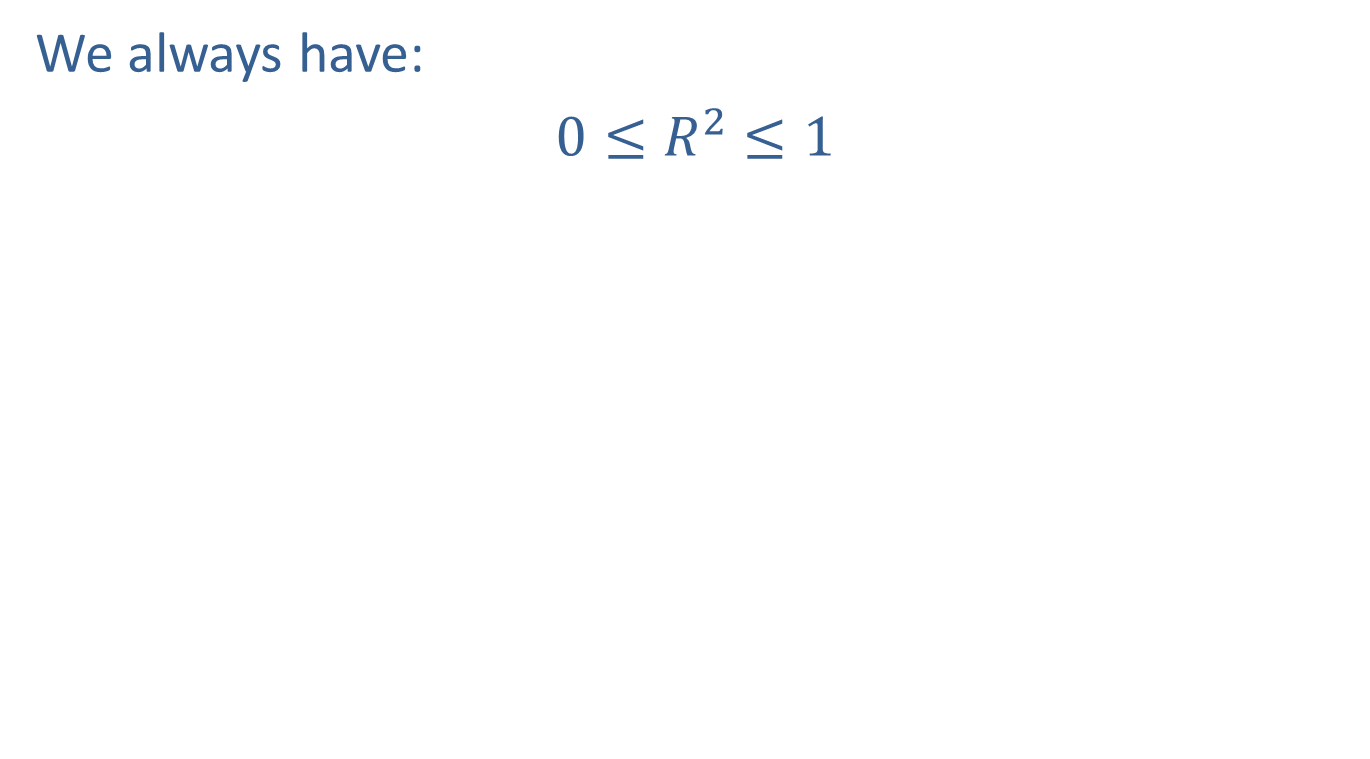 We always have:
0 ≤ R² ≤ 1